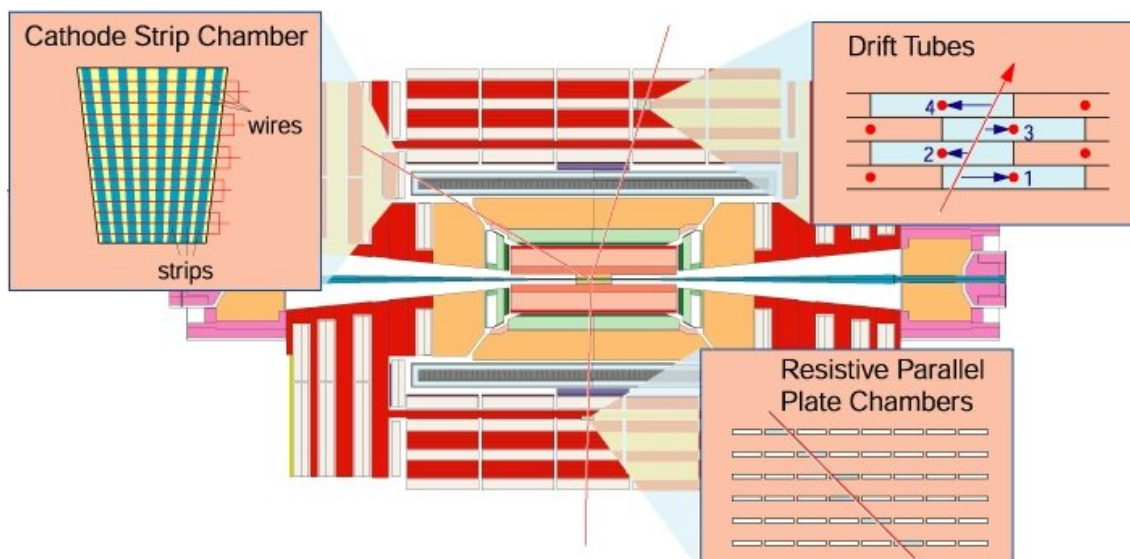 Cathode Strip Chamber
wires
strips
Drift Tubes
4
3
2
1
Resistive Parallel
Plate Chambers